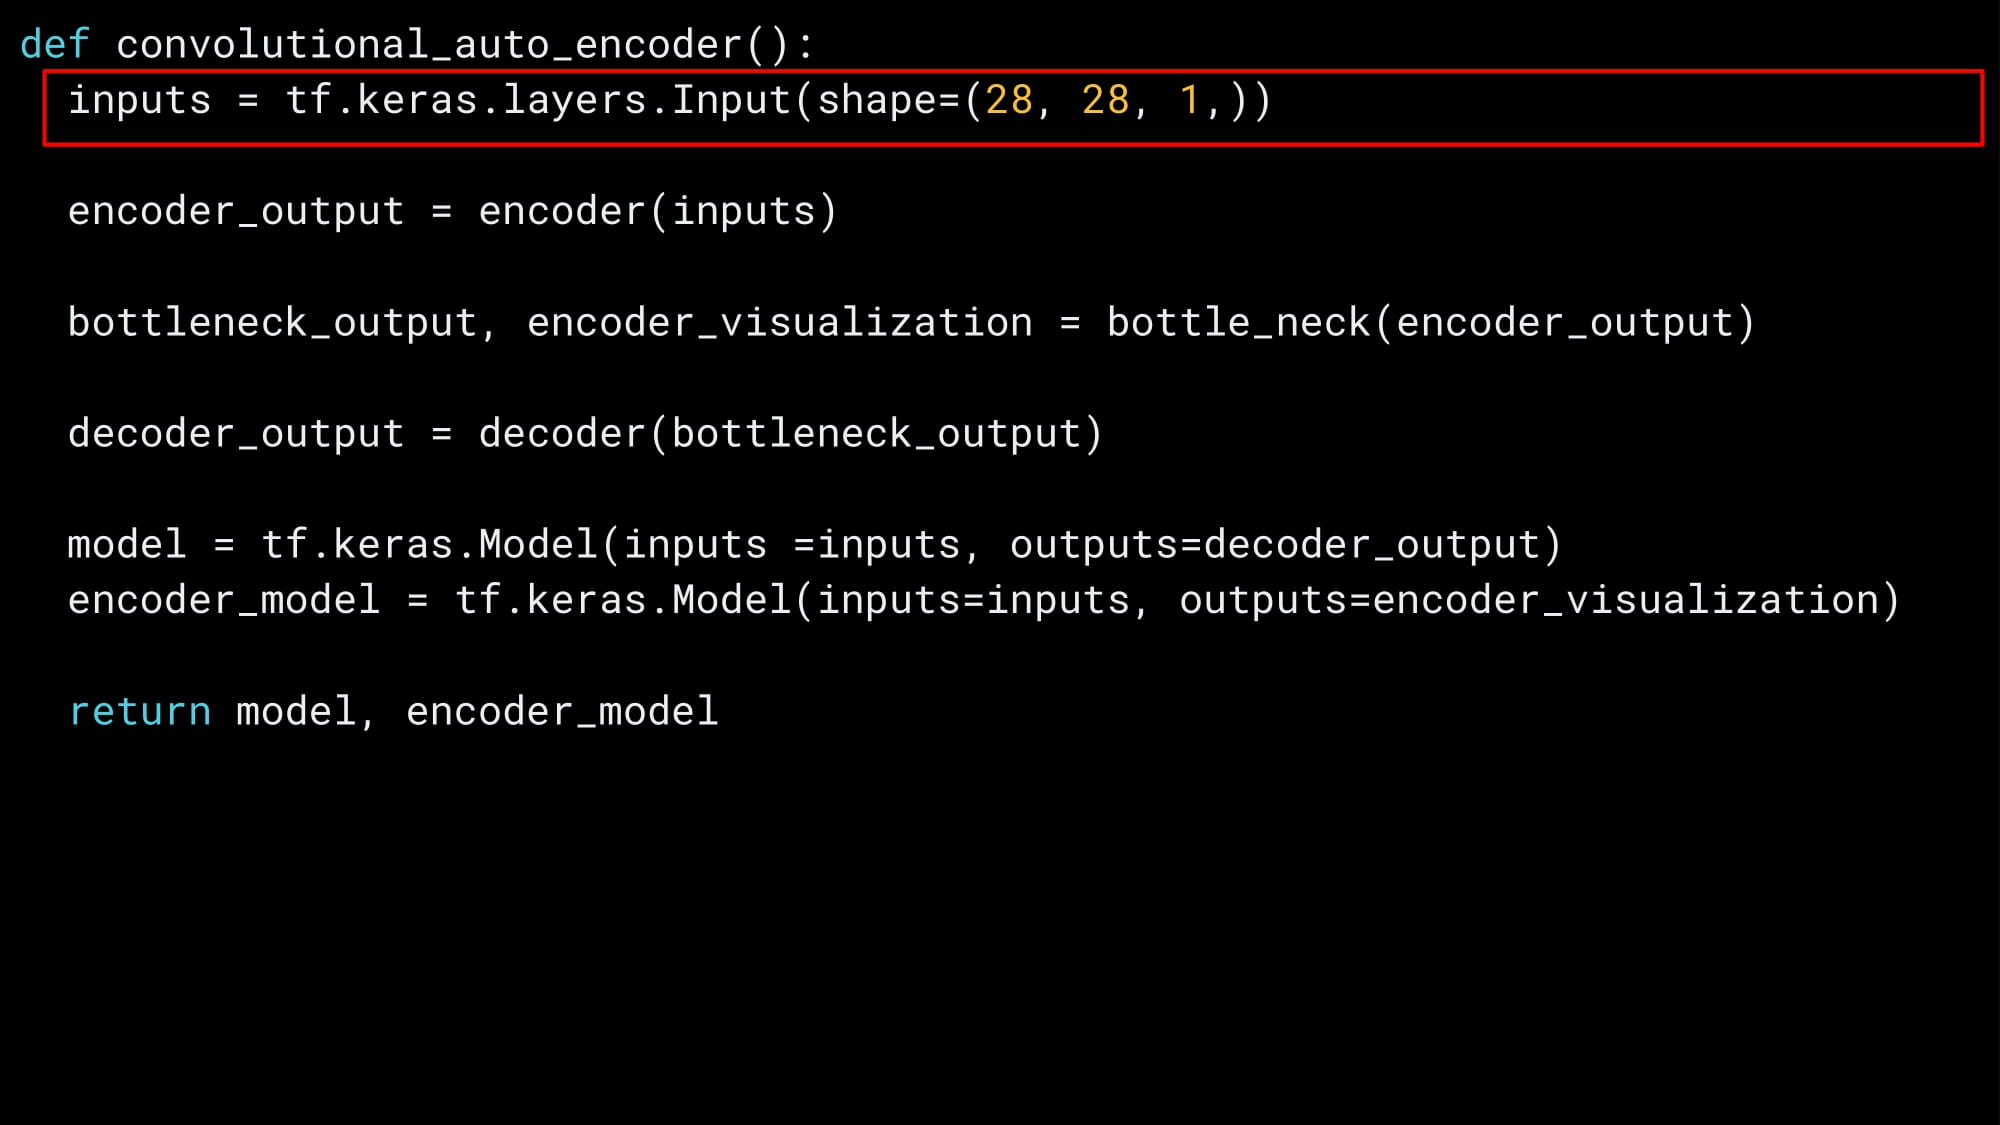 def convolutional_auto_encoder():
  inputs = tf.keras.layers.Input(shape=(28, 28, 1,))
  encoder_output = encoder(inputs)
  bottleneck_output, encoder_visualization = bottle_neck(encoder_output)
  decoder_output = decoder(bottleneck_output)
  model = tf.keras.Model(inputs =inputs, outputs=decoder_output)
  encoder_model = tf.keras.Model(inputs=inputs, outputs=encoder_visualization)
  return model, encoder_model